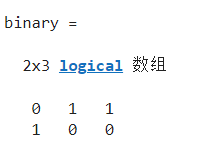 binary =
2x3 logical 数组
0 1 1
1 0 0